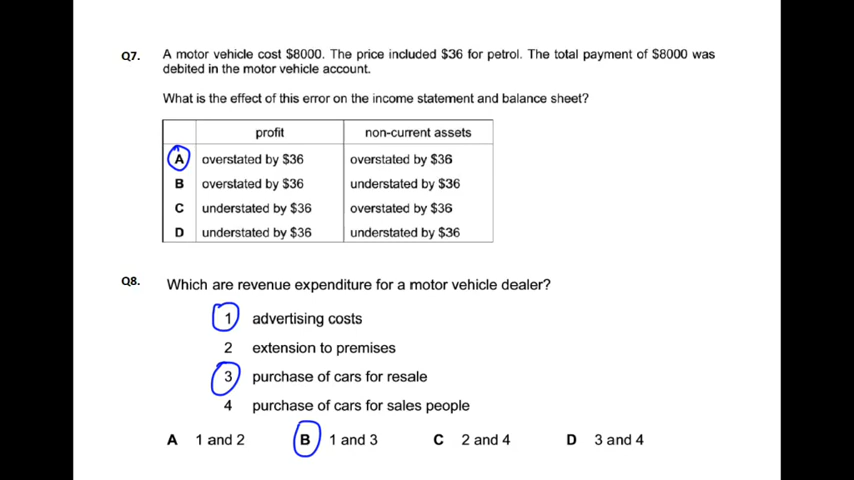 Q7. A motor vehicle cost $8000. The price included $36 for petrol. The total payment of $8000 was
debited in the motor vehicle account.
What is the effect of this error on the income statement and balance sheet?
profit non-current assets
A overstated by $36 overstated by $36
B overstated by $36 understated by $36
C understated by $36 overstated by $36
D understated by $36 understated by $36
Q8. Which are revenue expenditure for a motor vehicle dealer?
1 advertising costs
2 extension to premises
3 purchase of cars for resale
4 purchase of cars for sales people
A 1 and 2 B 1 and 3 C 2 and 4 D 3 and 4